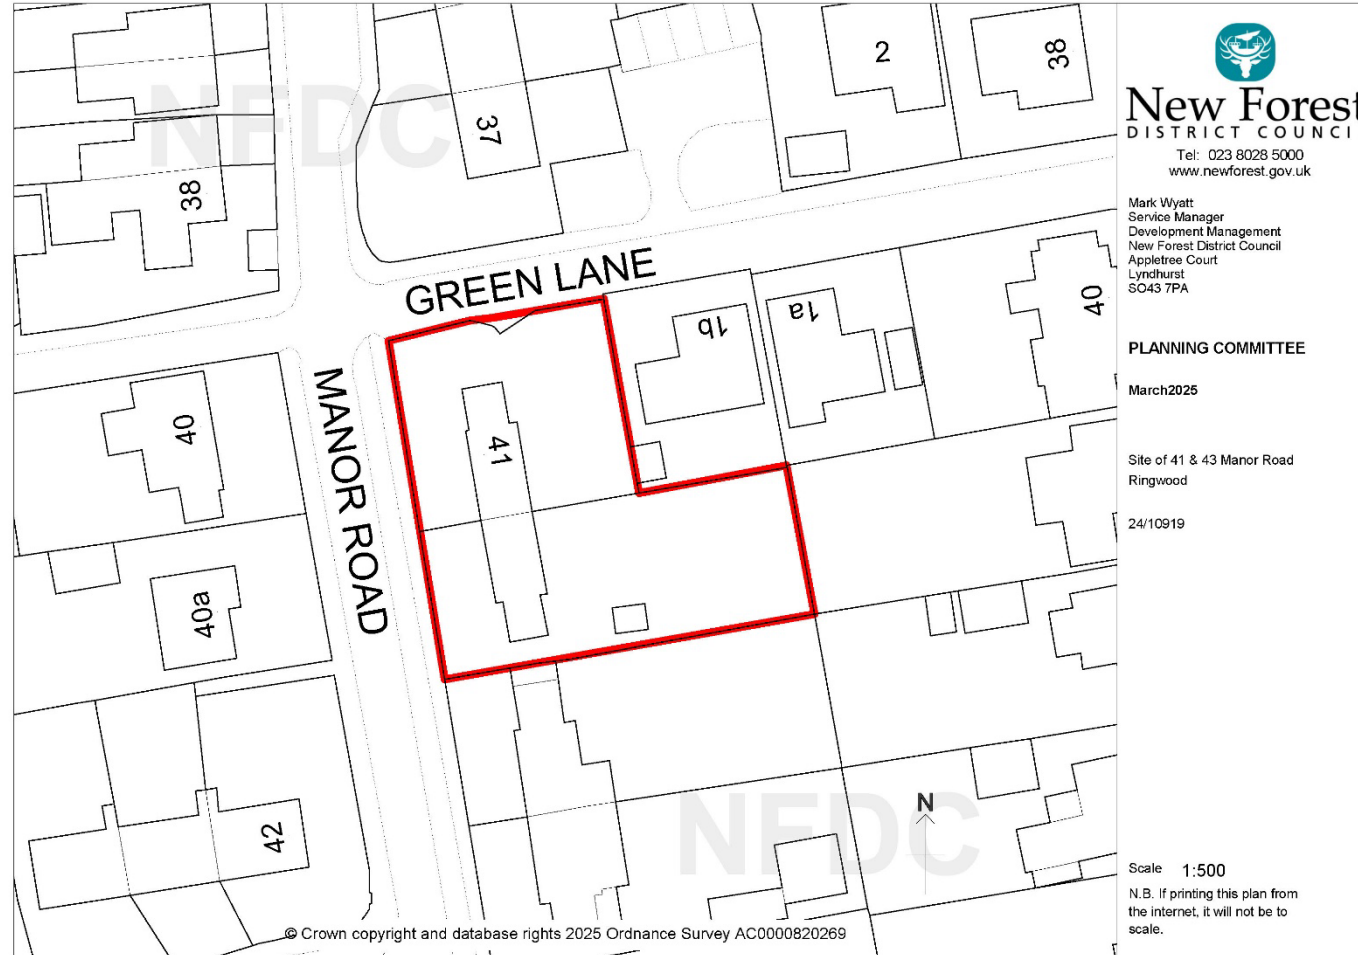 NFDC
2
38
37
38
GREEN LANE
1b
1a
40
MANOR ROAD
40
41
40a
42
NFDC
N
© Crown copyright and database rights 2025 Ordnance Survey AC0000820269
New Forest
DISTRICT COUNCI
Tel: 023 8028 5000
www.newforest.gov.uk
Mark Wyatt
Service Manager
Development Management
New Forest District Council
Appletree Court
Lyndhurst
SO43 7PA
PLANNING COMMITTEE
March2025
Site of 41 & 43 Manor Road
Ringwood
24/10919
Scale 1:500
N.B. If printing this plan from
the internet, it will not be to
scale.